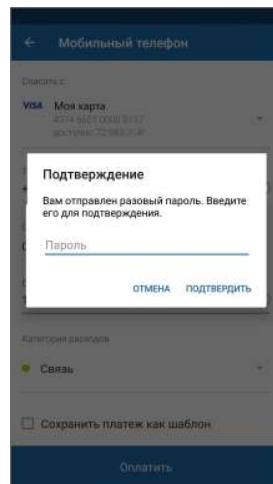 Мобильный телефон
Списать с
VISA Моя карта
Подтверждение
Вам отправлен разовый пароль. Введите
его для подтверждения.
Пароль
ОТМЕНА ПОДТВЕРДИТЬ
Категория расходов
Связь
Сохранить платеж как шаблон
Оплатить